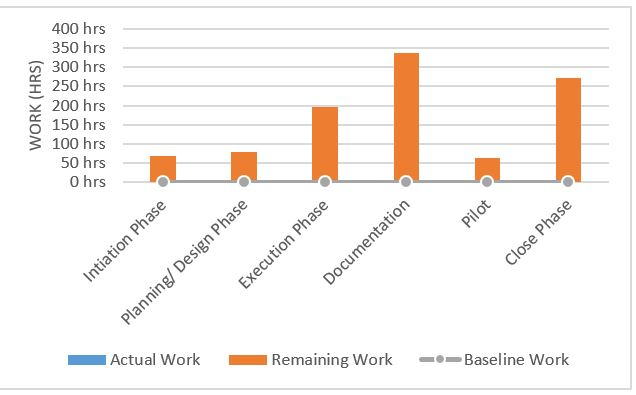 400 hrs
350 hrs
300 hrs
250 hrs
200 hrs
150 hrs
100 hrs
50 hrs
0 hrs
WORK (HRS)
Intiation Phase
Planning/ Design Phase
Execution Phase
Documentation
Pilot
Close Phase
Actual Work
Remaining Work
Baseline Work